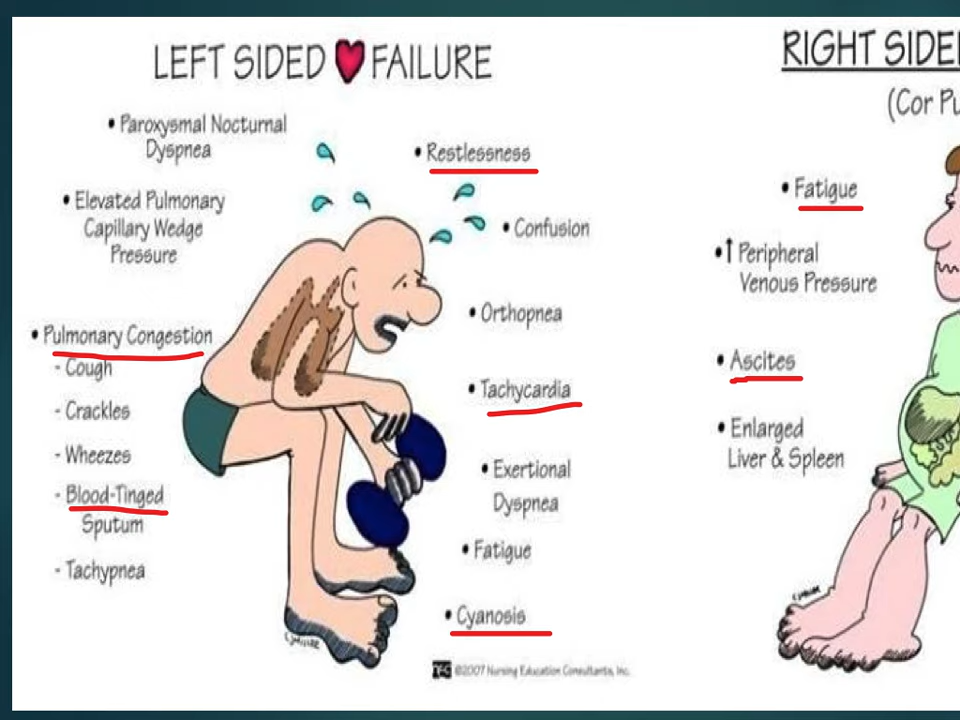 LEFT SIDED FAILURE
• Paroxysmal Nocturnal
Dyspnea
• Elevated Pulmonary
Capillary Wedge
Pressure
• Pulmonary Congestion
- Cough
- Crackles
- Wheezes
- Blood-Tinged
Sputum
- Tachypnea
• Restlessness
• Confusion
• Orthopnea
• Tachycardia
• Exertional
Dyspnea
• Fatigue
• Cyanosis
©2007 Nursing Education Consultants, Inc.
RIGHT SIDE
(Cor Pu
• Fatigue
• ↑ Peripheral
Venous Pressure
• Ascites
• Enlarged
Liver & Spleen